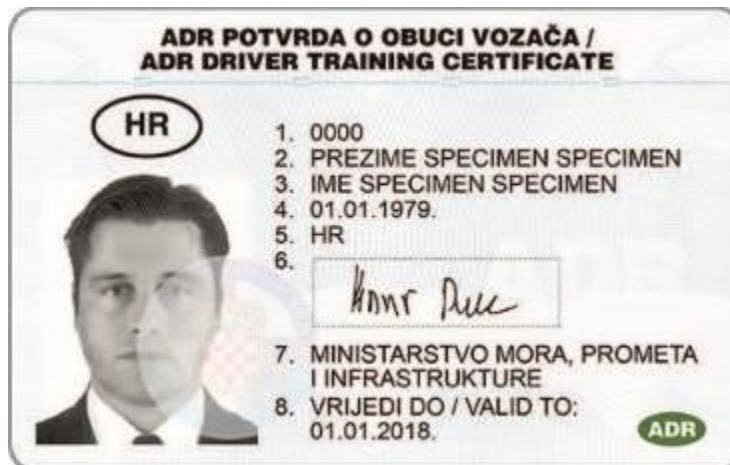 ADR POTVRDA O OBUCI VOZAČA /
ADR DRIVER TRAINING CERTIFICATE
HR
1. 0000
2. PREZIME SPECIMEN SPECIMEN
3. IME SPECIMEN SPECIMEN
4. 01.01.1979.
5. HR
6.
7. MINISTARSTVO MORA, PROMETA
I INFRASTRUKTURE
8. VRIJEDI DO / VALID TO:
01.01.2018.
ADR